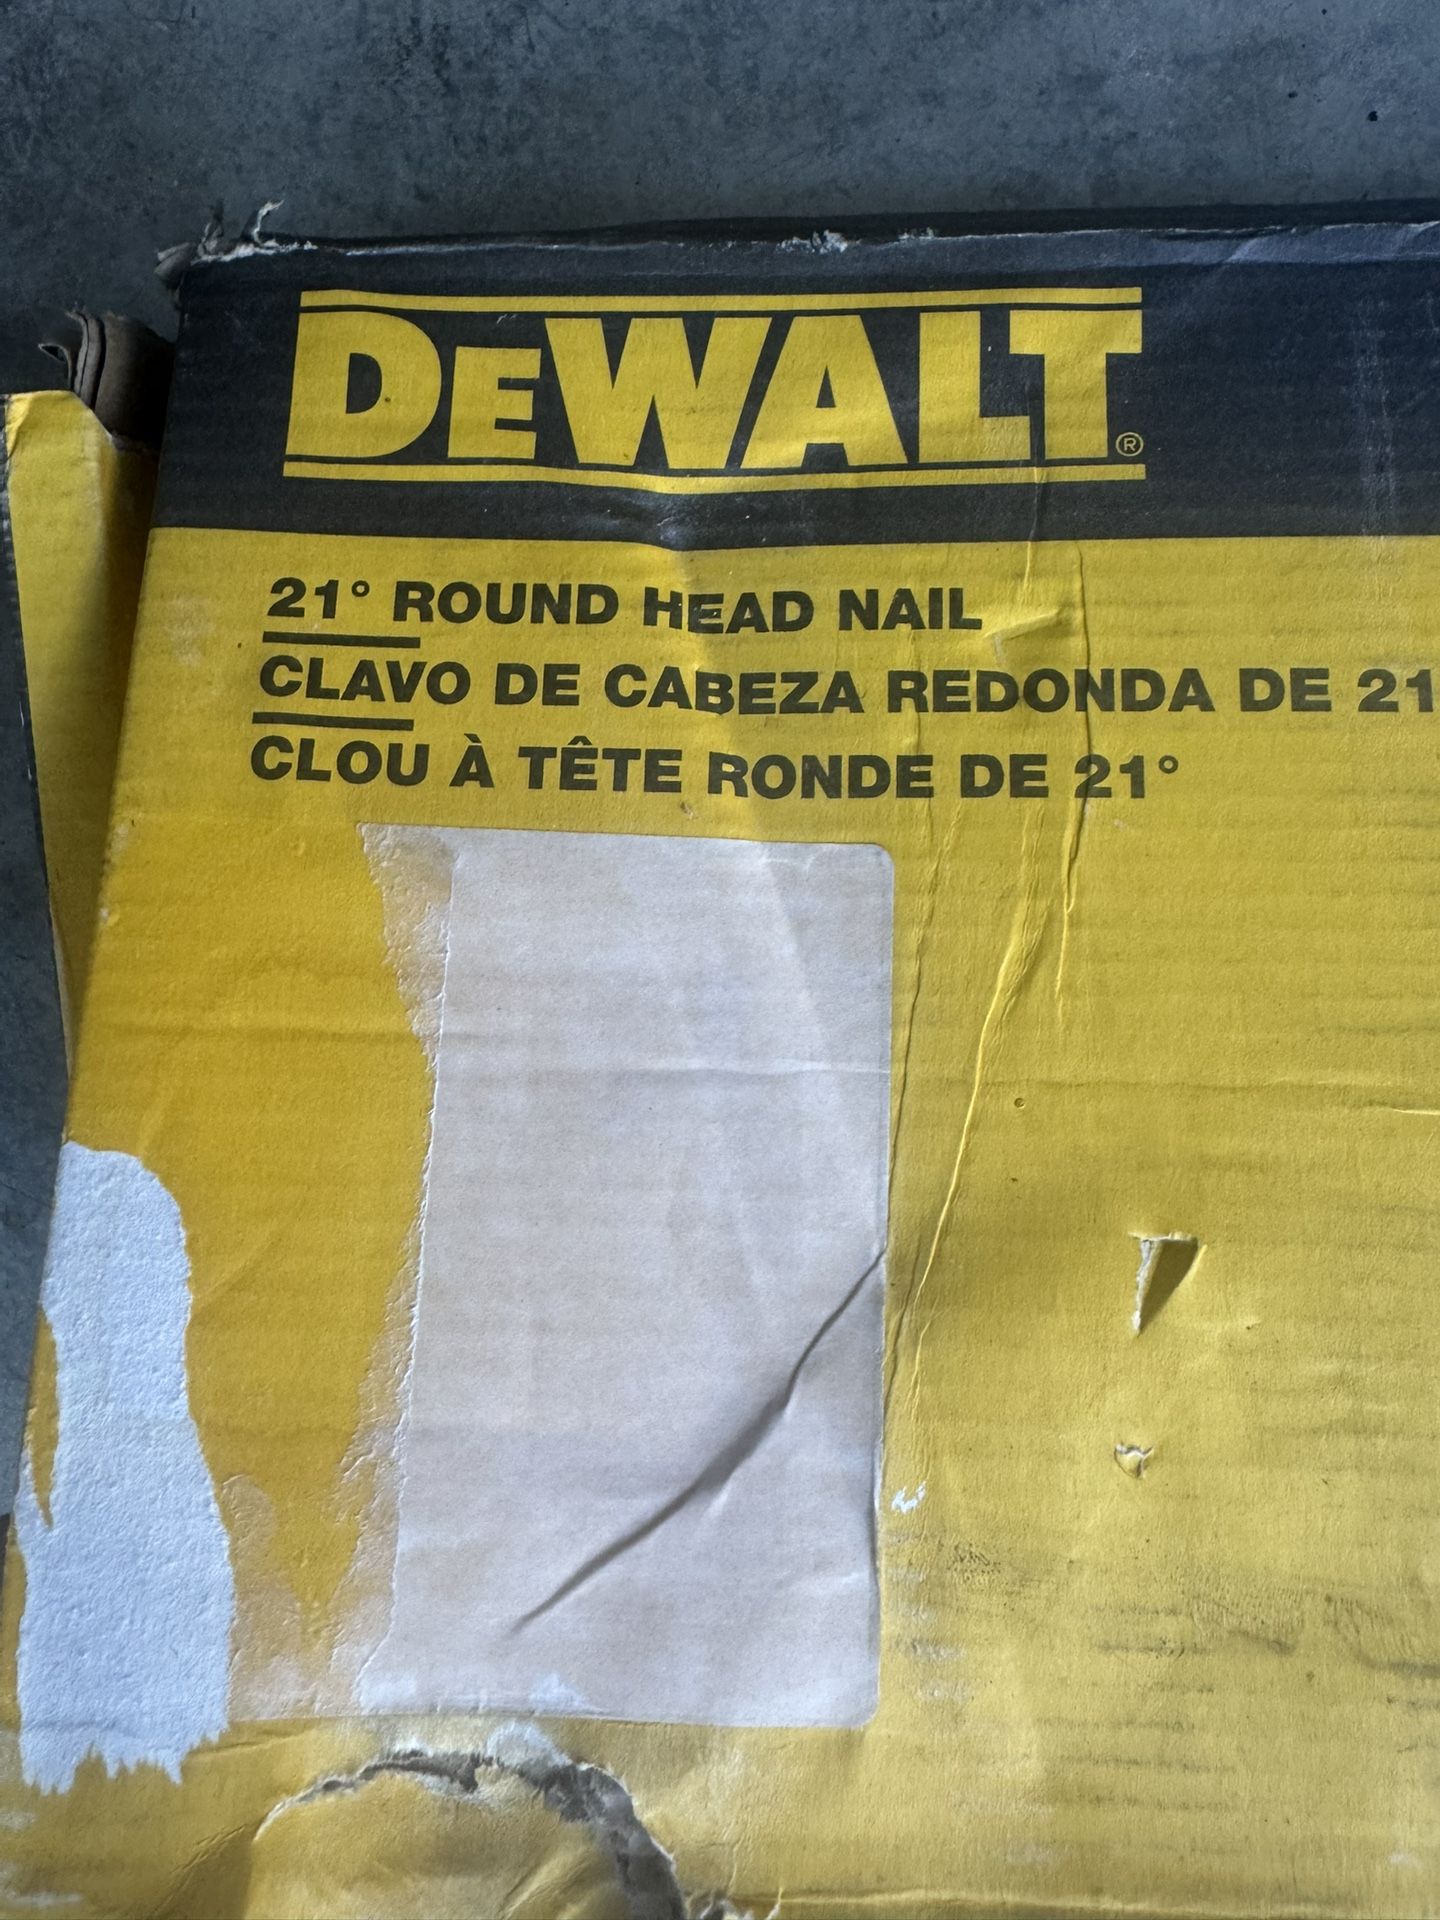 DEWALT®
21° ROUND HEAD NAIL
CLAVO DE CABEZA REDONDA DE 21
CLOU À TÊTE RONDE DE 21°